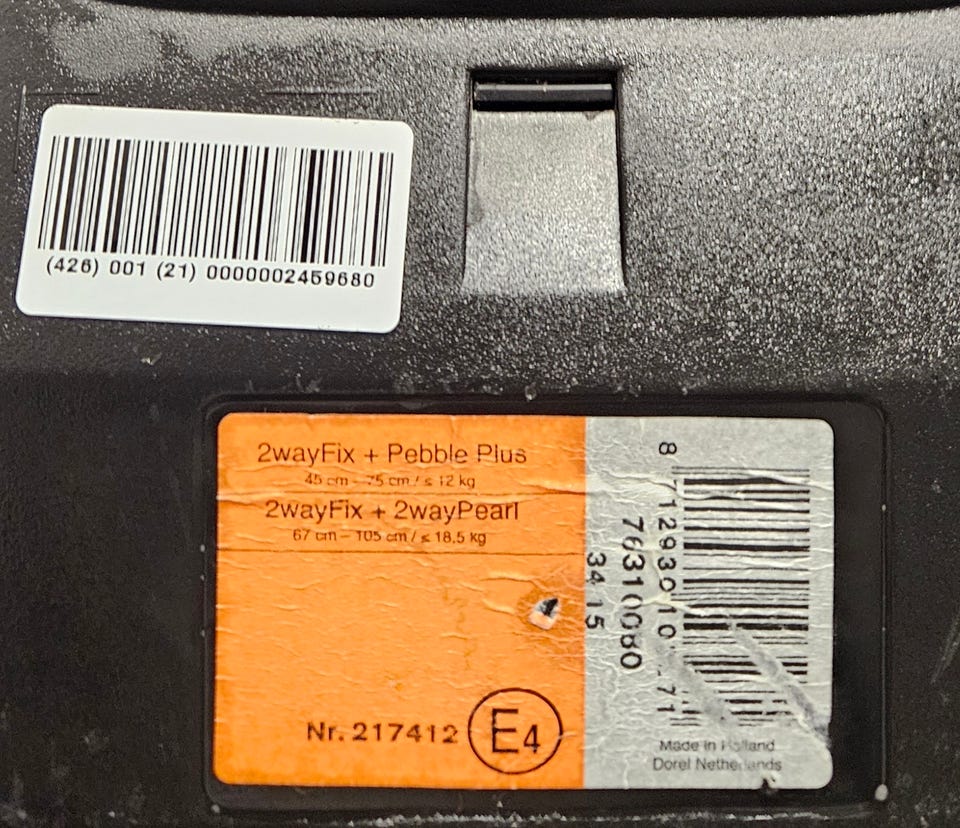 (426) 001 (21) 0000002459680
2wayFix + Pebble Plus
45 cm - 75 cm / ≤ 12 kg
2wayFix + 2wayPearl
67 cm - 105 cm / ≤ 18,5 kg
Nr. 217412 E4
34 15
Made in Holland
Dorel Netherlands